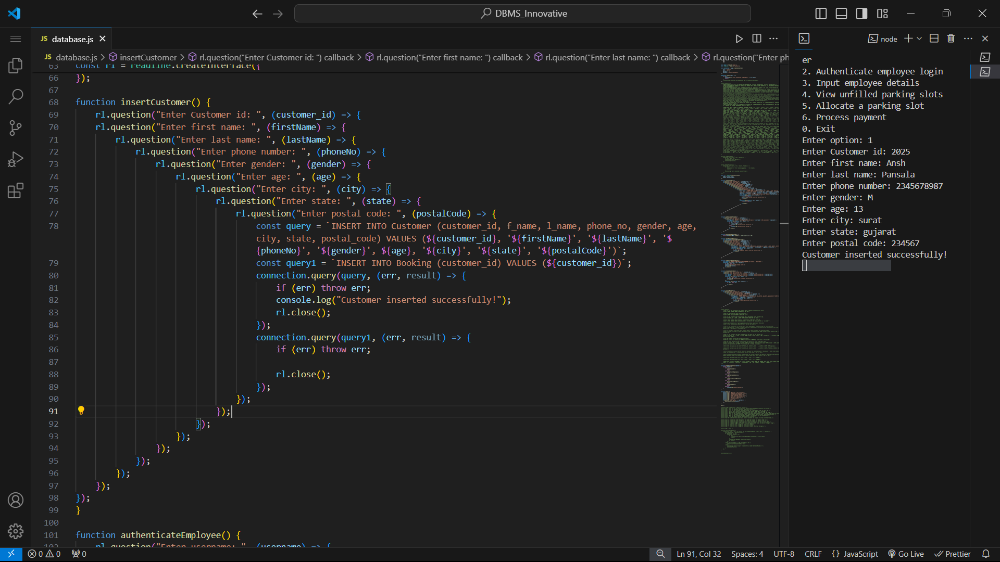 DBMS_Innovative
JS database.js
node
JS database.js > insertCustomer > rl.question("Enter Customer id: ") callback > rl.question("Enter first name: ") callback > rl.question("Enter last name: ") callback > rl.question("Enter ph
63 const rl = readline.createInterface({
66 });
67
68 function insertCustomer() {
69 rl.question("Enter Customer id: ", (customer_id) => {
70 rl.question("Enter first name: ", (firstName) => {
71 rl.question("Enter last name: ", (lastName) => {
72 rl.question("Enter phone number: ", (phoneNo) => {
73 rl.question("Enter gender: ", (gender) => {
74 rl.question("Enter age: ", (age) => {
75 rl.question("Enter city: ", (city) => {
76 rl.question("Enter state: ", (state) => {
77 rl.question("Enter postal code: ", (postalCode) => {
78 const query = `INSERT INTO Customer (customer_id, f_name, l_name, phone_no, gender, age,
city, state, postal_code) VALUES (${customer_id}, '${firstName}', '${lastName}', '$
{phoneNo}', '${gender}', ${age}, '${city}', '${state}', '${postalCode}')`;
79 const query1 = `INSERT INTO Booking (customer_id) VALUES (${customer_id})`;
80 connection.query(query, (err, result) => {
81 if (err) throw err;
82 console.log("Customer inserted successfully!");
83 rl.close();
84 });
85 connection.query(query1, (err, result) => {
86 if (err) throw err;
87
88 rl.close();
89 });
90 });
91 });
92 });
93 });
94 });
95 });
96 });
97 });
98 });
99 }
100
101 function authenticateEmployee() {
102 rl.question("Enter username: ", (username) => {
er
2. Authenticate employee login
3. Input employee details
4. View unfilled parking slots
5. Allocate a parking slot
6. Process payment
0. Exit
Enter option: 1
Enter Customer id: 2025
Enter first name: Ansh
Enter last name: Pansala
Enter phone number: 2345678987
Enter gender: M
Enter age: 13
Enter city: surat
Enter state: gujarat
Enter postal code: 234567
Customer inserted successfully!
0 0 0
Ln 91, Col 32 Spaces: 4 UTF-8 CRLF {} JavaScript Go Live Prettier